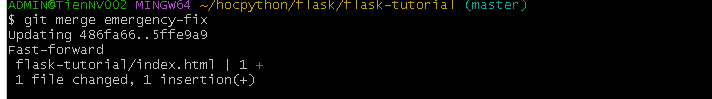 ADMIN@TienNV002 MINGW64 ~/hocpython/flask/flask-tutorial (master)
$ git merge emergency-fix
Updating 486fa66..5ffe9a9
Fast-forward
 flask-tutorial/index.html | 1 +
 1 file changed, 1 insertion(+)